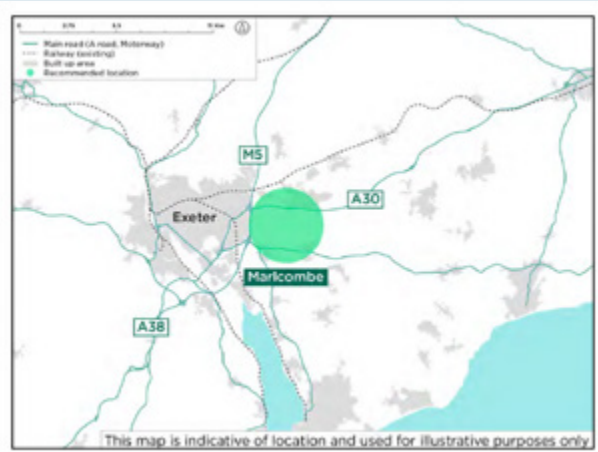 Main road (A road, Motorway)
Railway (existing)
Built up area
Recommended location
M5
A30
Exeter
Marlcombe
A38
This map is indicative of location and used for illustrative purposes only